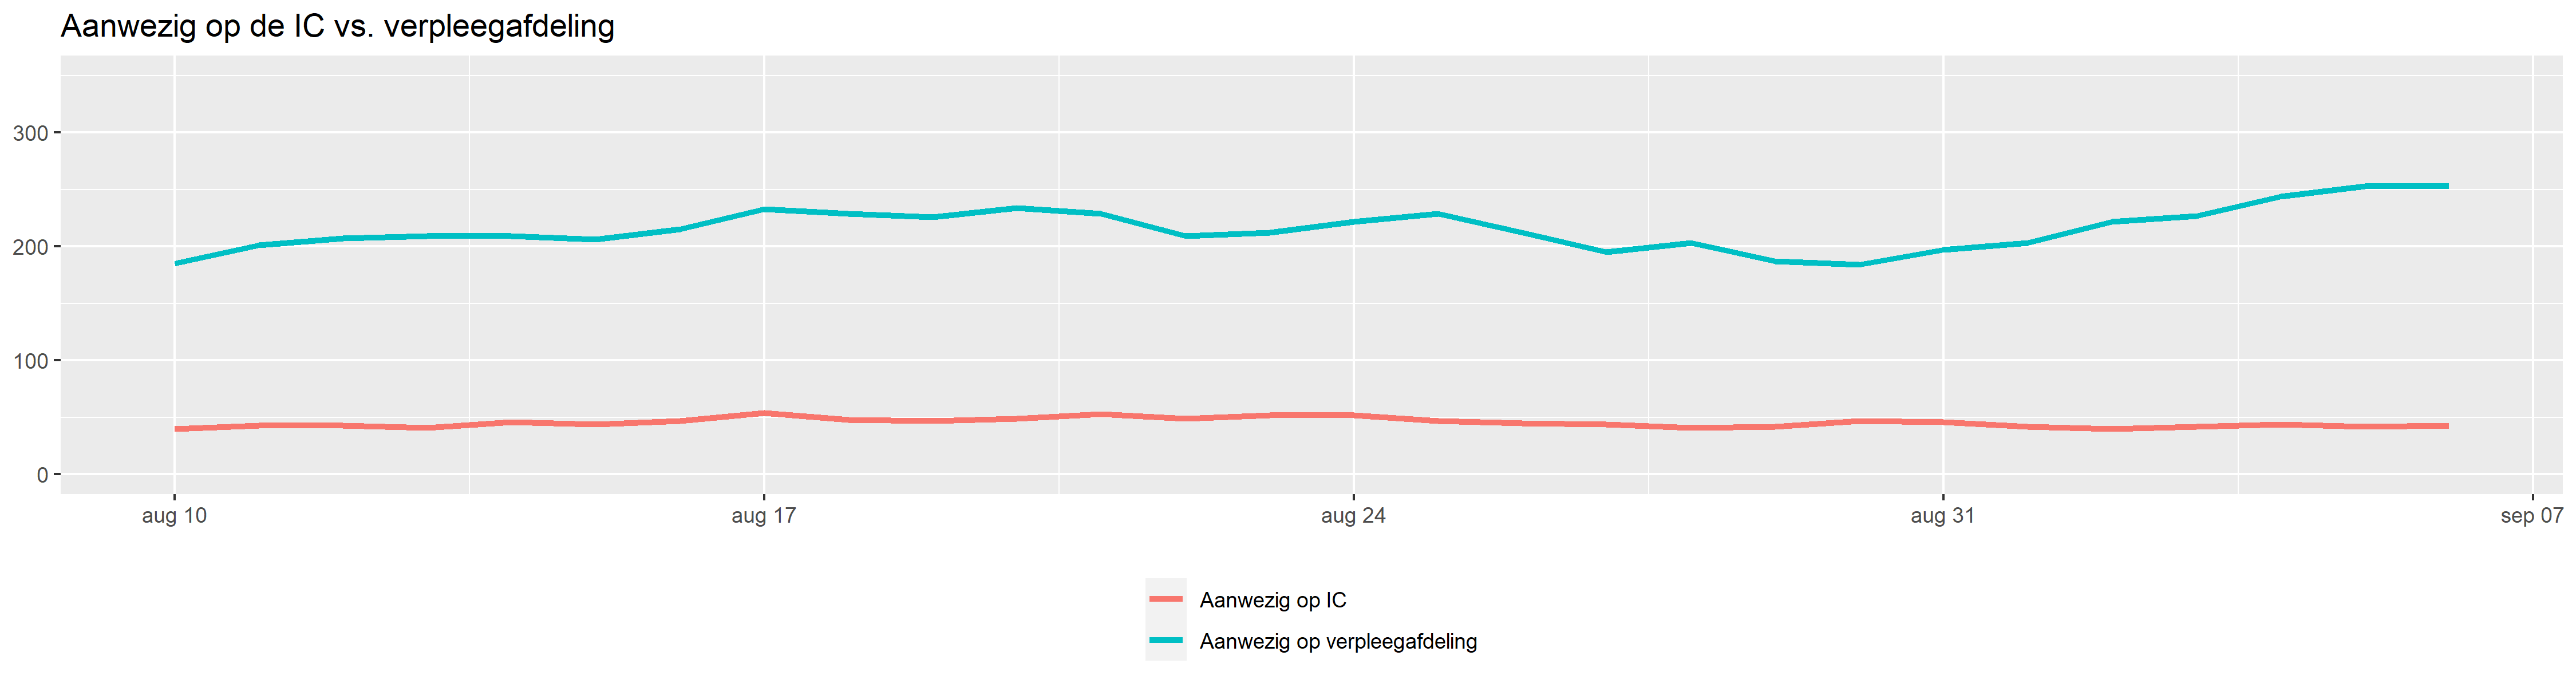 Aanwezig op de IC vs. verpleegafdeling
300
200
100
0
aug 10 aug 17 aug 24 aug 31 sep 07
Aanwezig op IC
Aanwezig op verpleegafdeling